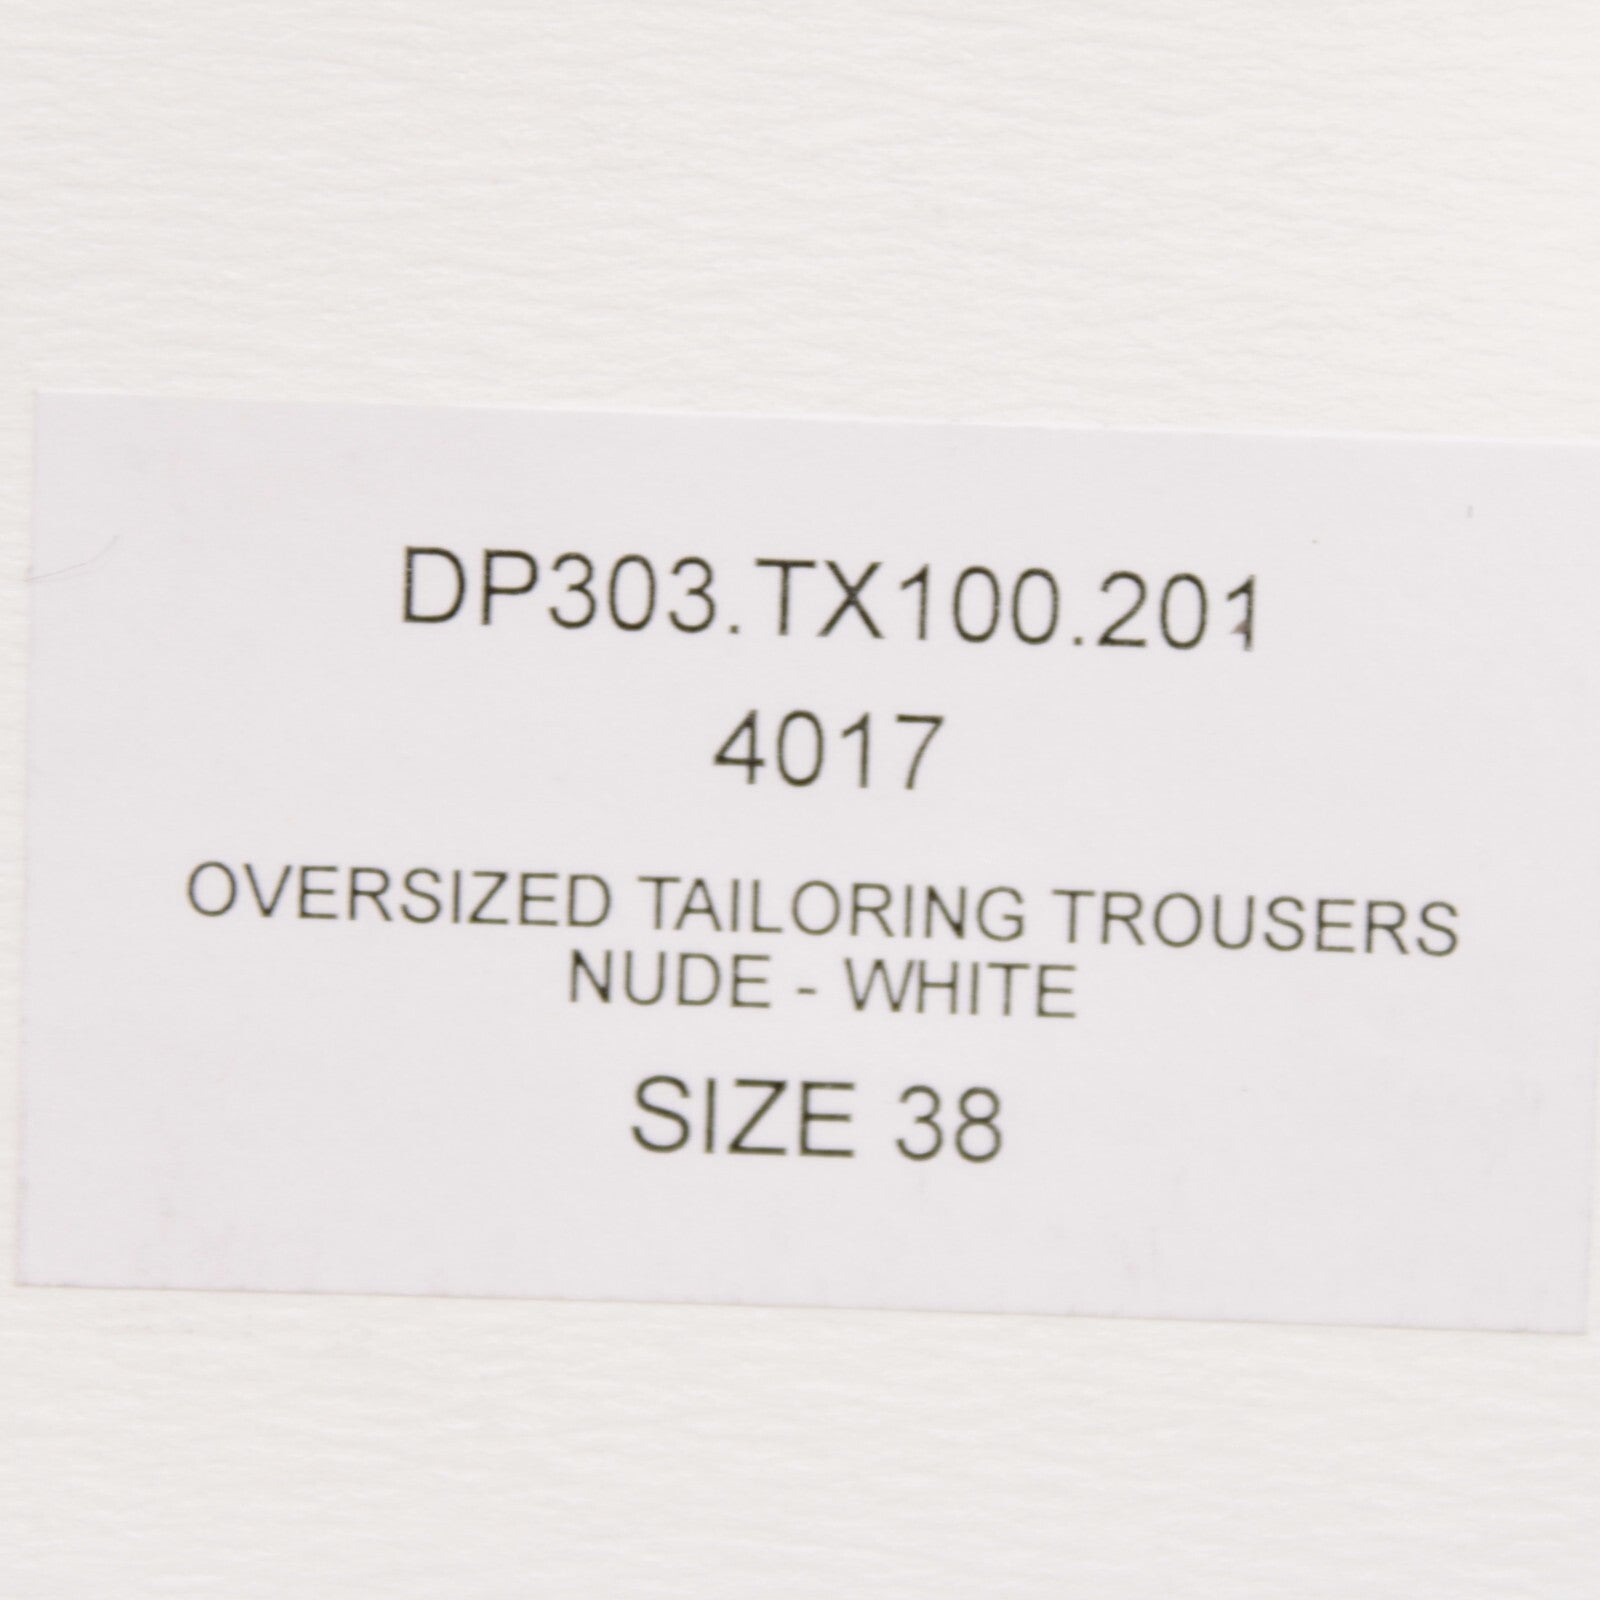 DP303.TX100.201
4017
OVERSIZED TAILORING TROUSERS
NUDE - WHITE
SIZE 38